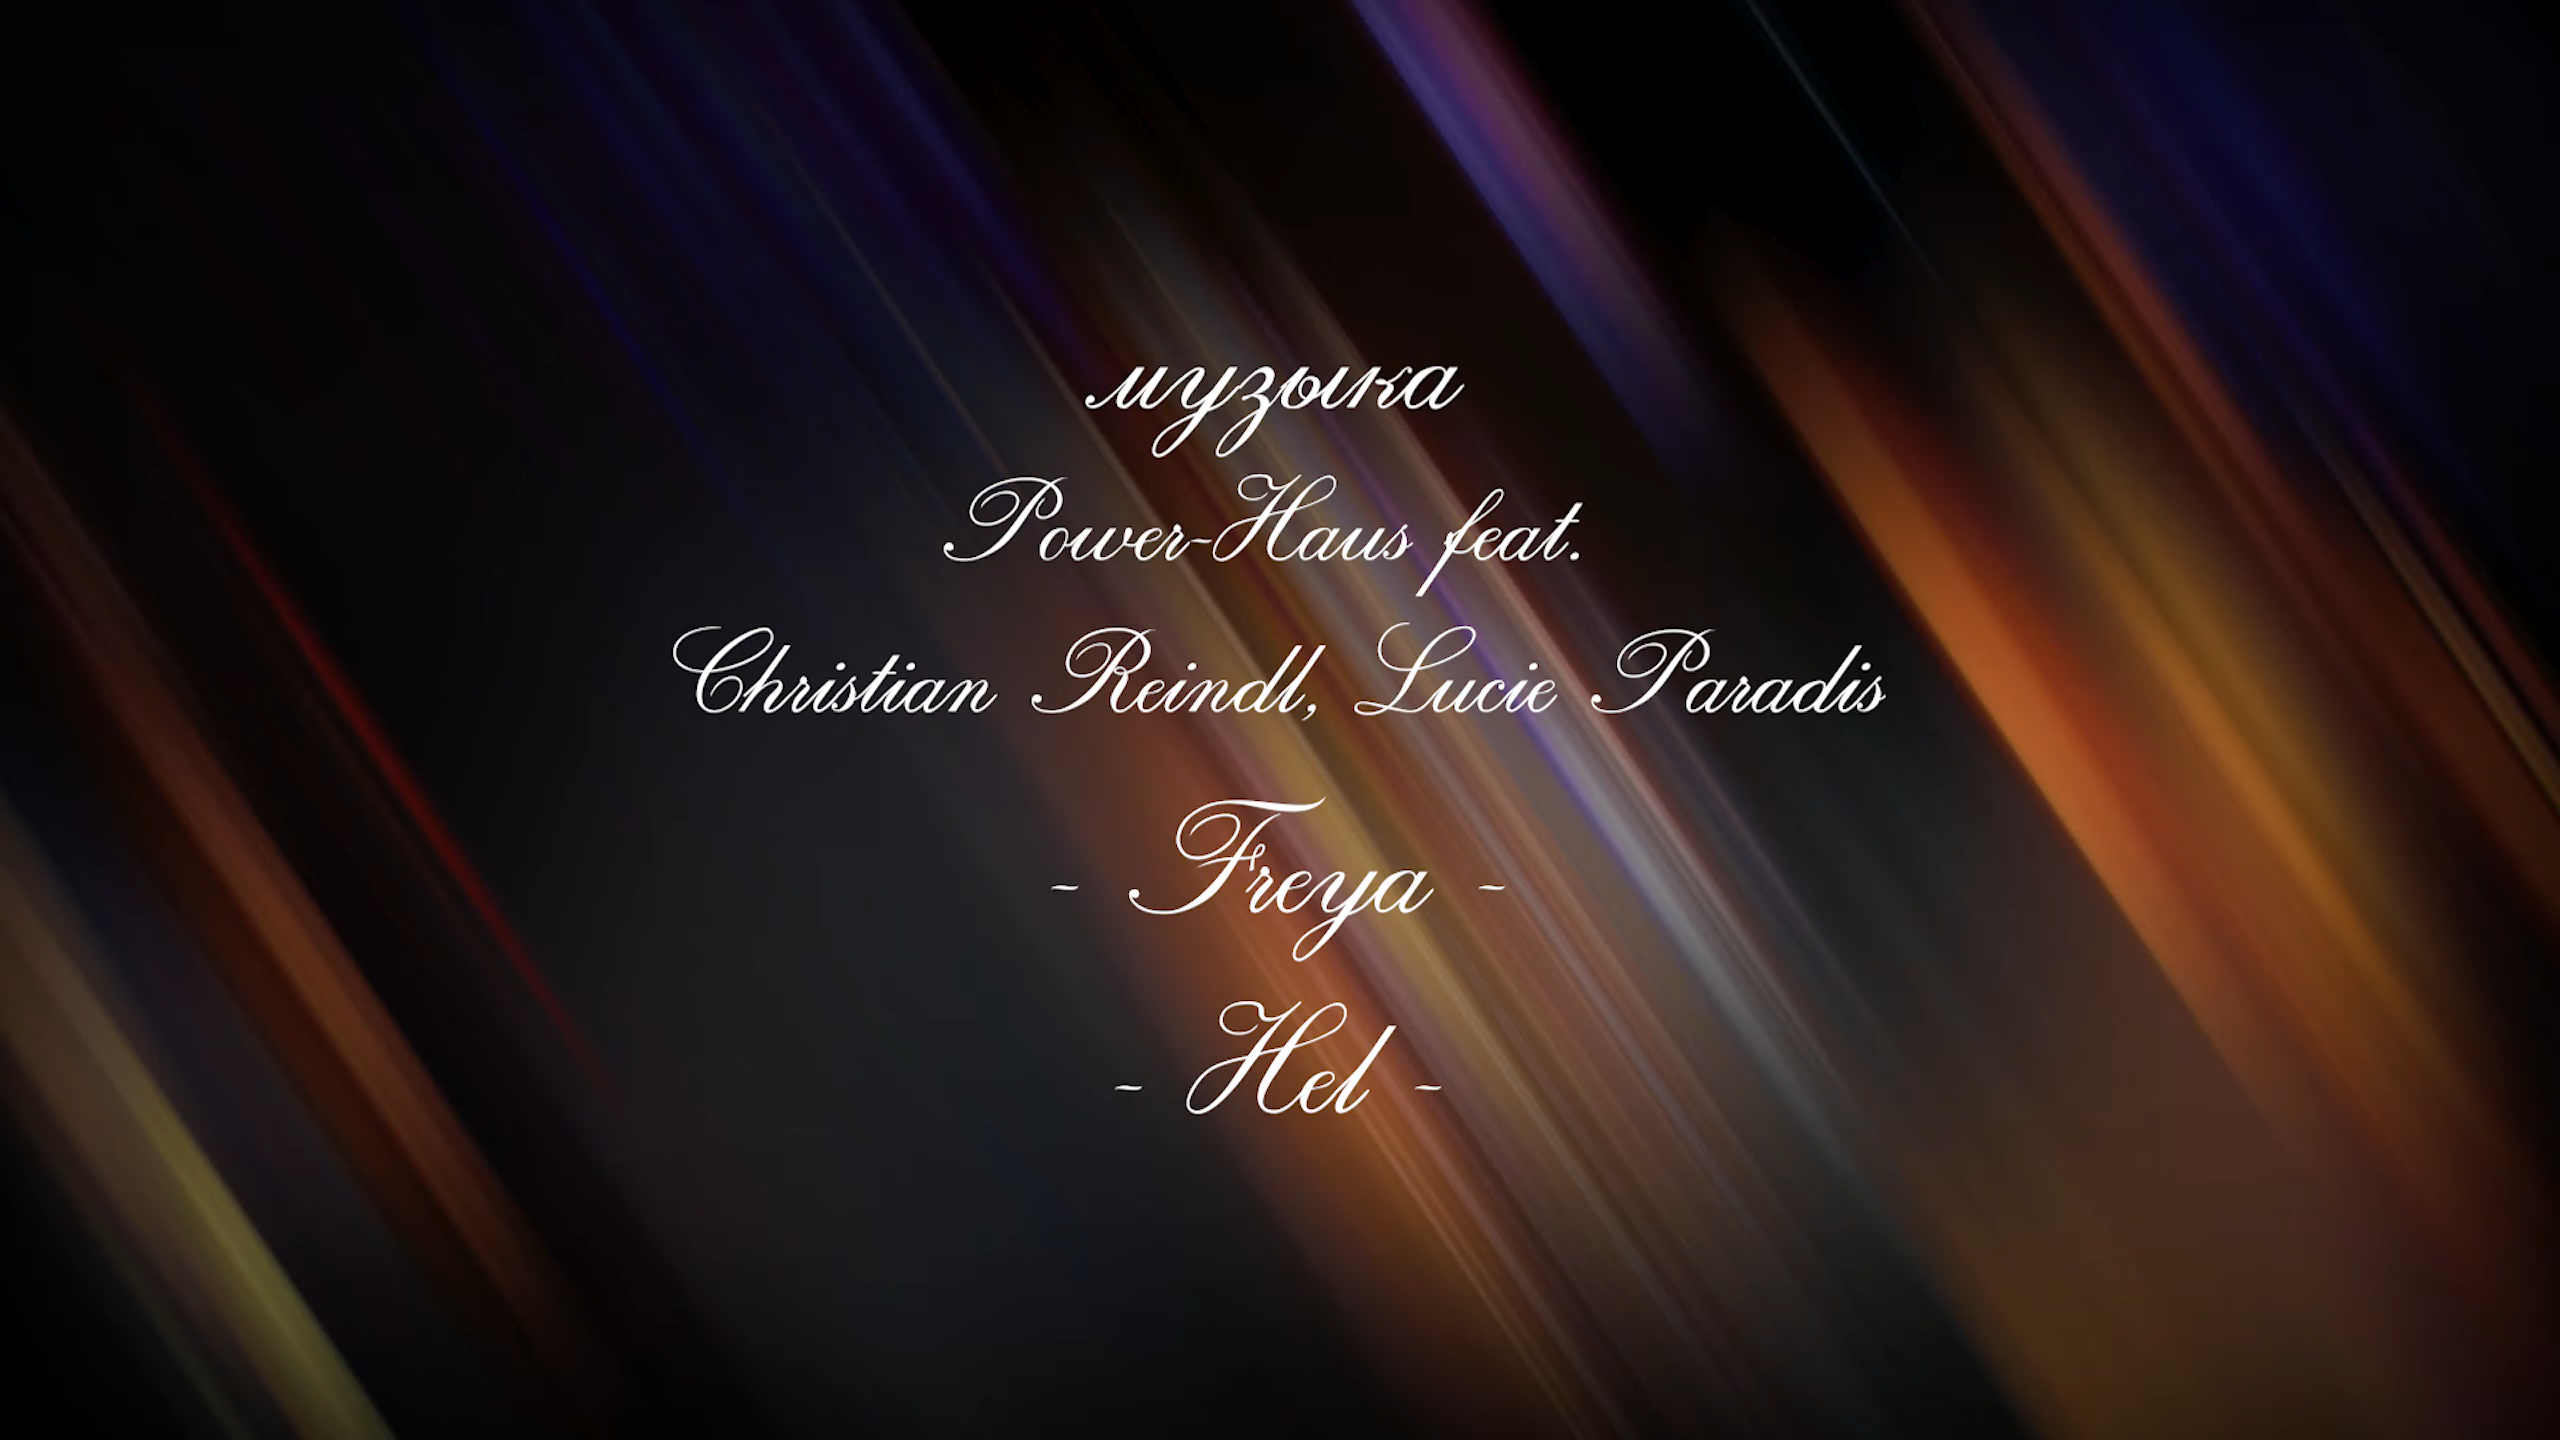 музыка
Power-Haus feat.
Christian Reindl, Lucie Paradis
- Freya -
- Hel -